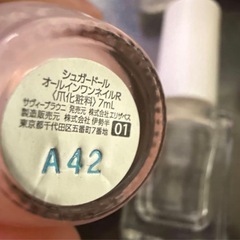 シュガードール
オールインワンネイルR
〈爪化粧料〉7mL
サヴィーブラウニ 発売元 株式会社 エリザベス
製造販売元 株式会社 伊勢半
東京都千代田区五番町7番地
01
A42